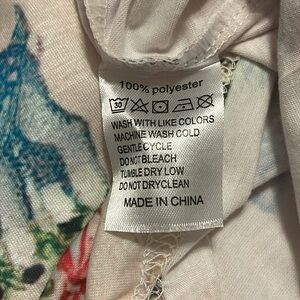 100% polyester
30
WASH WITH LIKE COLORS
MACHINE WASH COLD
GENTLE CYCLE
DO NOT BLEACH
TUMBLE DRY LOW
DO NOT DRYCLEAN
MADE IN CHINA